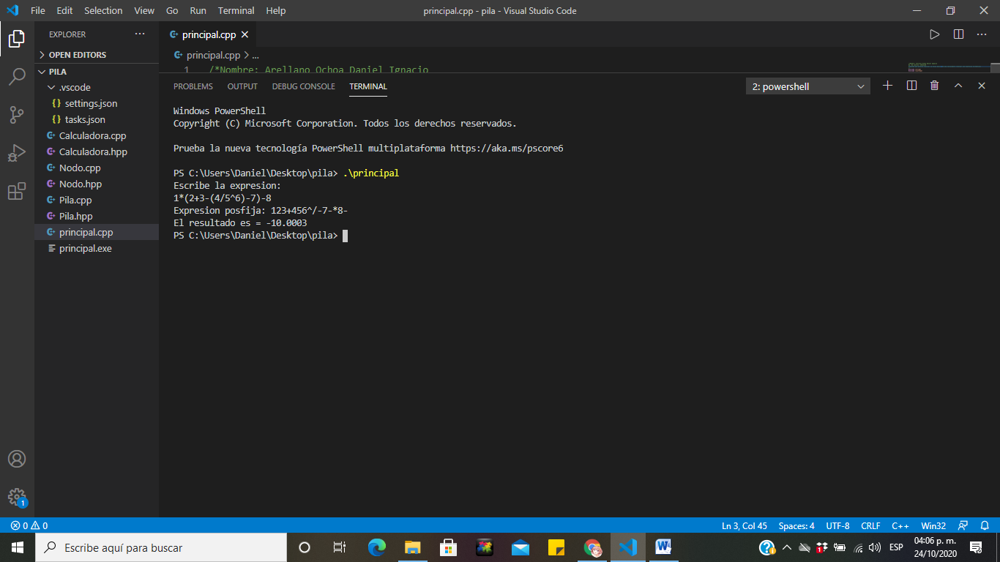 File Edit Selection View Go Run Terminal Help
principal.cpp - pila - Visual Studio Code
EXPLORER
OPEN EDITORS
PILA
.vscode
settings.json
tasks.json
Calculadora.cpp
Calculadora.hpp
Nodo.cpp
Nodo.hpp
Pila.cpp
Pila.hpp
principal.cpp
principal.exe
principal.cpp
principal.cpp > ...
1 /*Nombre: Arellano Ochoa Daniel Ignacio
PROBLEMS OUTPUT DEBUG CONSOLE TERMINAL
2: powershell
Windows PowerShell
Copyright (C) Microsoft Corporation. Todos los derechos reservados.
Prueba la nueva tecnología PowerShell multiplataforma https://aka.ms/pscore6
PS C:\Users\Daniel\Desktop\pila> .\principal
Escribe la expresion:
1*(2+3-(4/5^6)-7)-8
Expresion posfija: 123+456^/-7-*8-
El resultado es = -10.0003
PS C:\Users\Daniel\Desktop\pila>
1
0 0
Ln 3, Col 45 Spaces: 4 UTF-8 CRLF C++ Win32
Escribe aquí para buscar
ESP
04:06 p. m.
24/10/2020